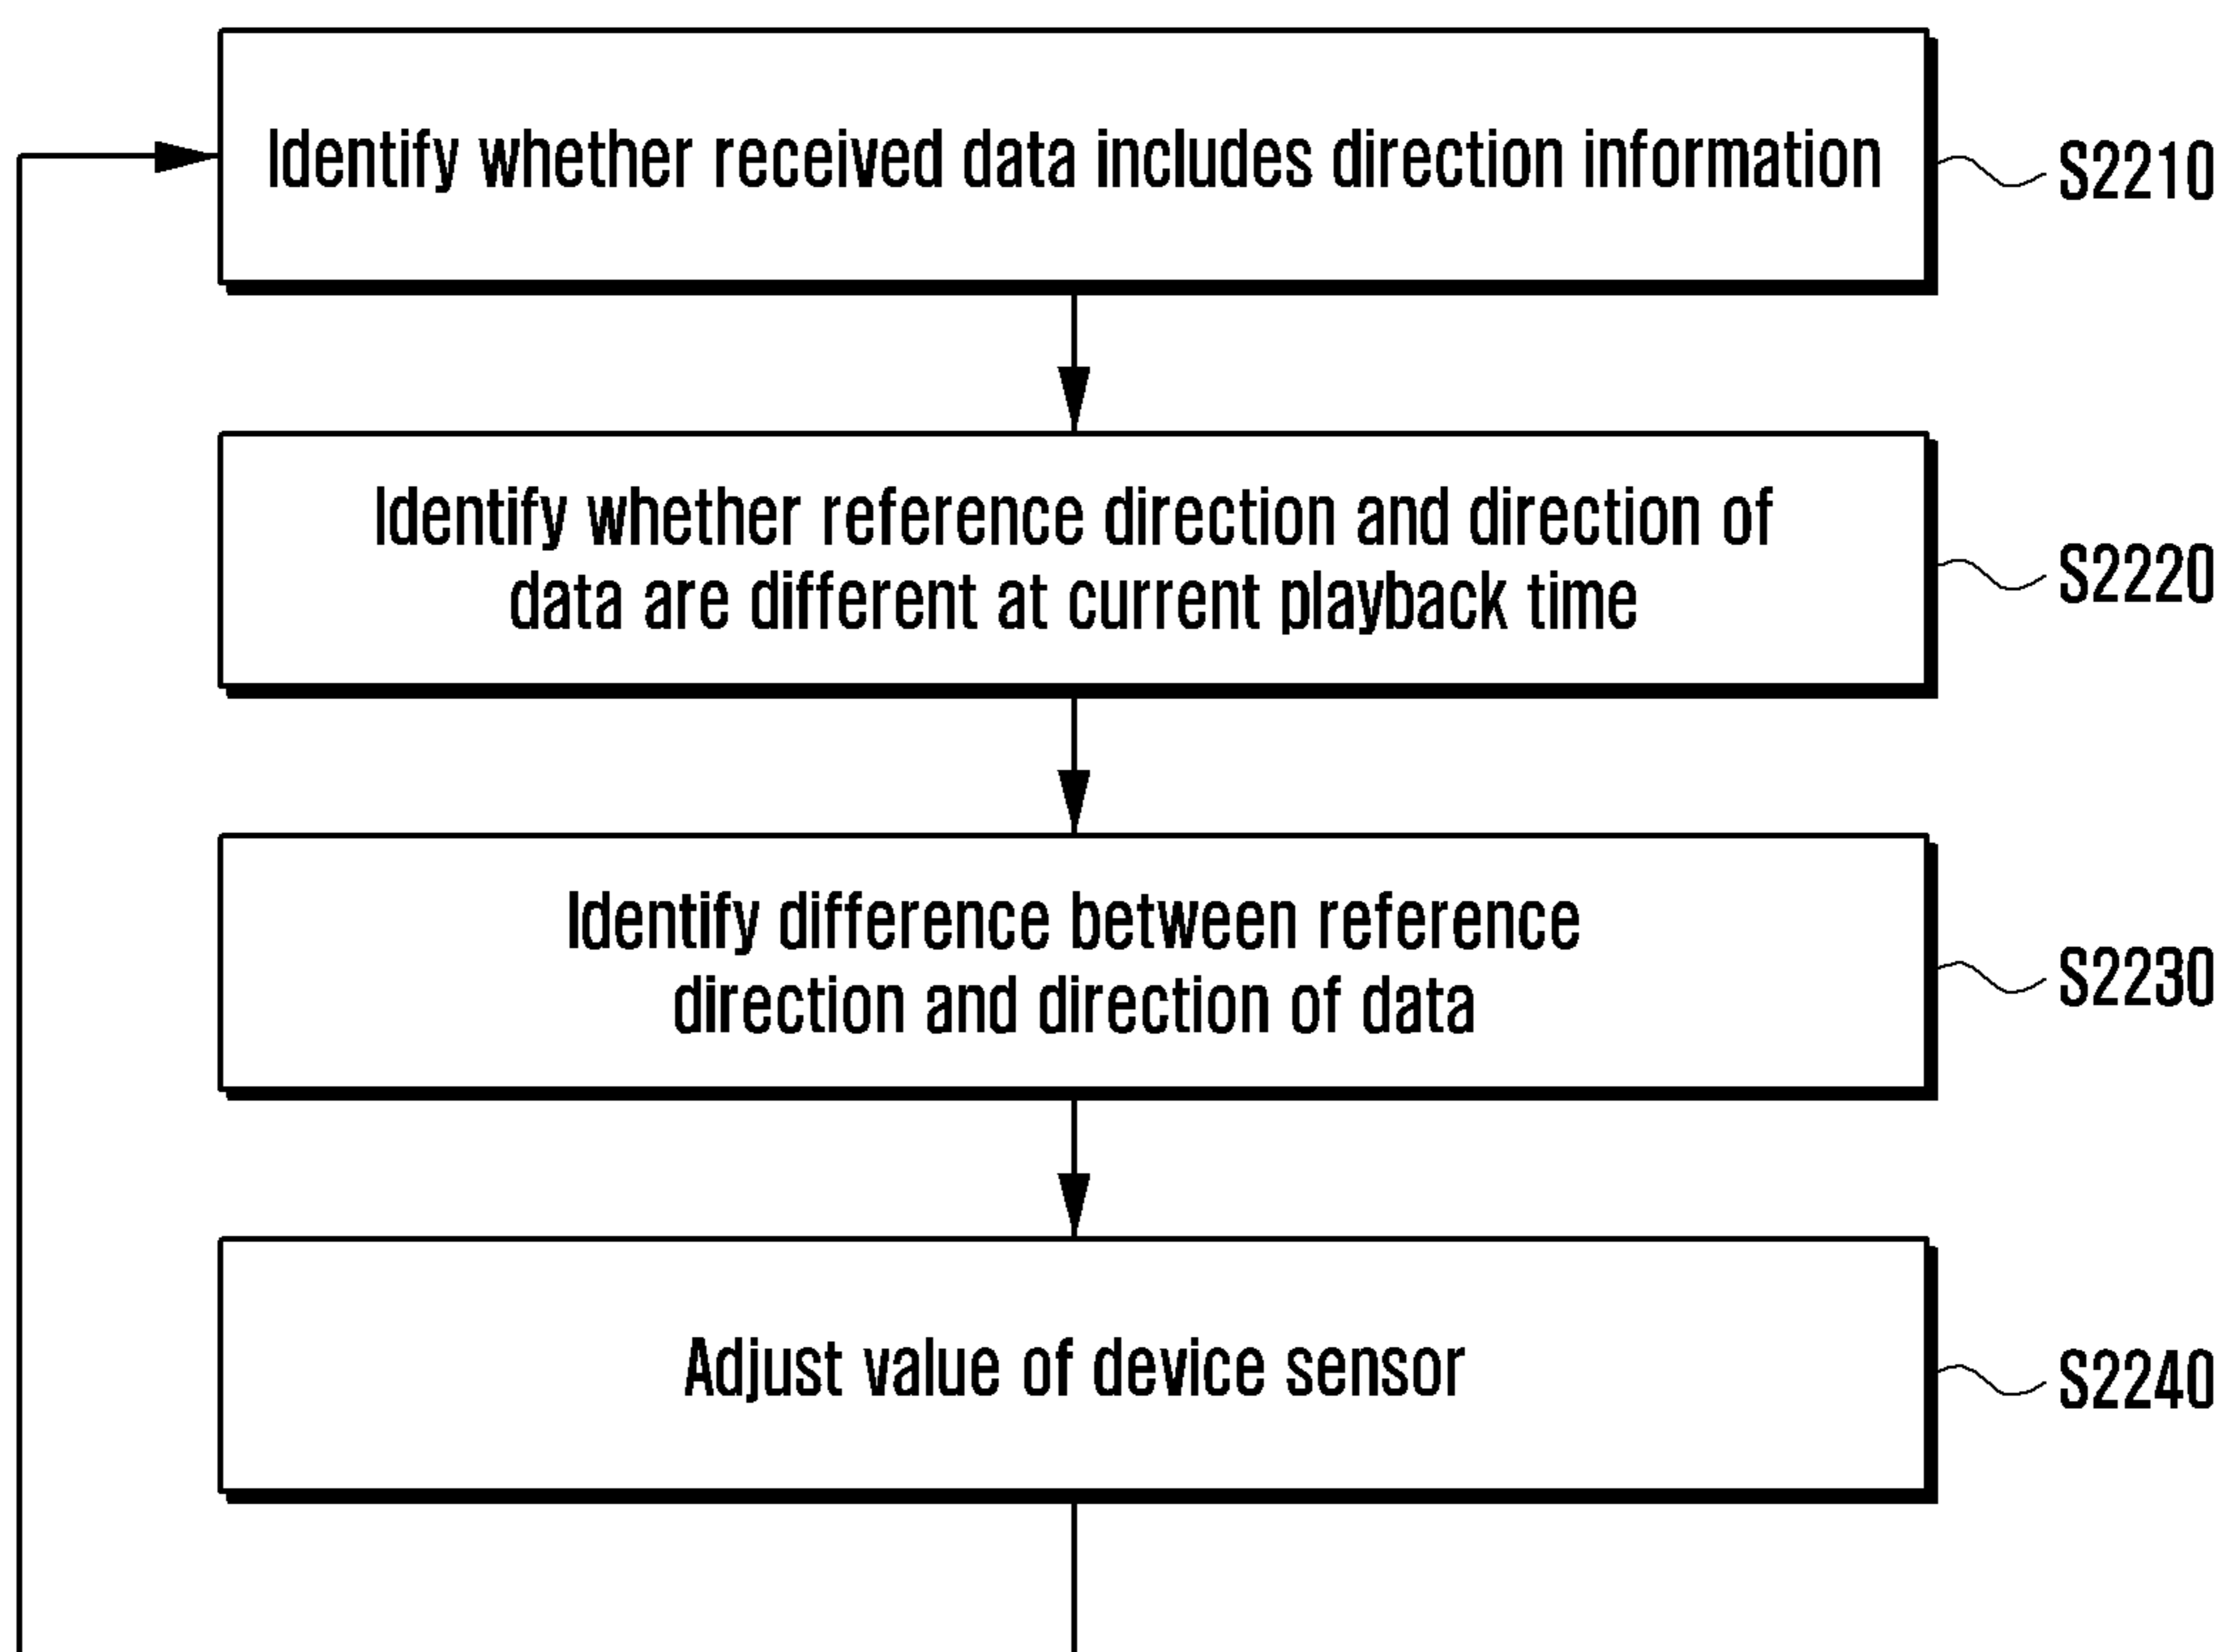 Identify whether received data includes direction information
S2210
Identify whether reference direction and direction of
data are different at current playback time
S2220
Identify difference between reference
direction and direction of data
S2230
Adjust value of device sensor
S2240